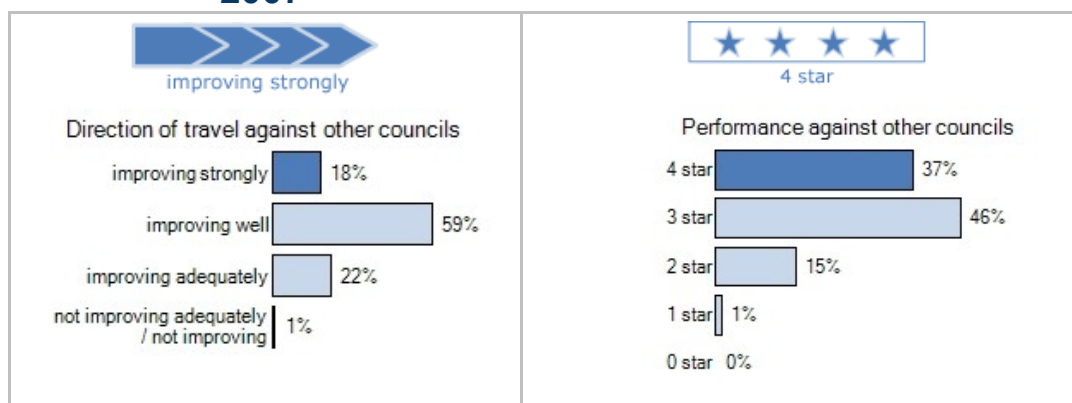 improving strongly
Direction of travel against other councils
improving strongly 18%
improving well 59%
improving adequately 22%
not improving adequately
/ not improving 1%
4 star
Performance against other councils
4 star 37%
3 star 46%
2 star 15%
1 star 1%
0 star 0%